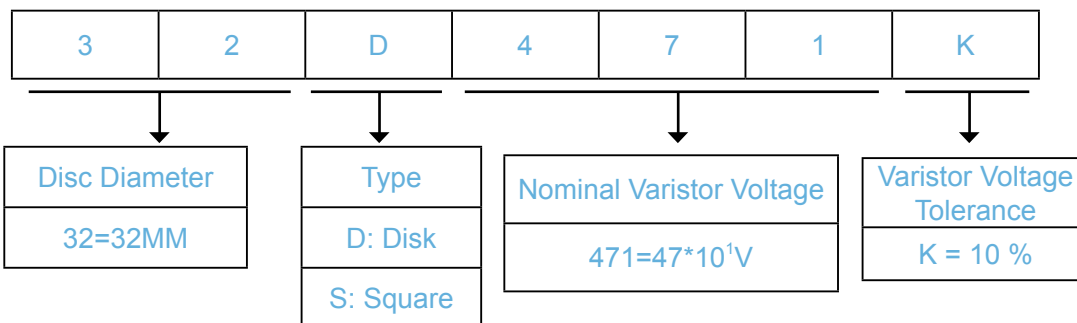 3 2 D 4 7 1 K
Disc Diameter
32=32MM
Type
D: Disk
S: Square
Nominal Varistor Voltage
471=47*10¹V
Varistor Voltage
Tolerance
K = 10 %